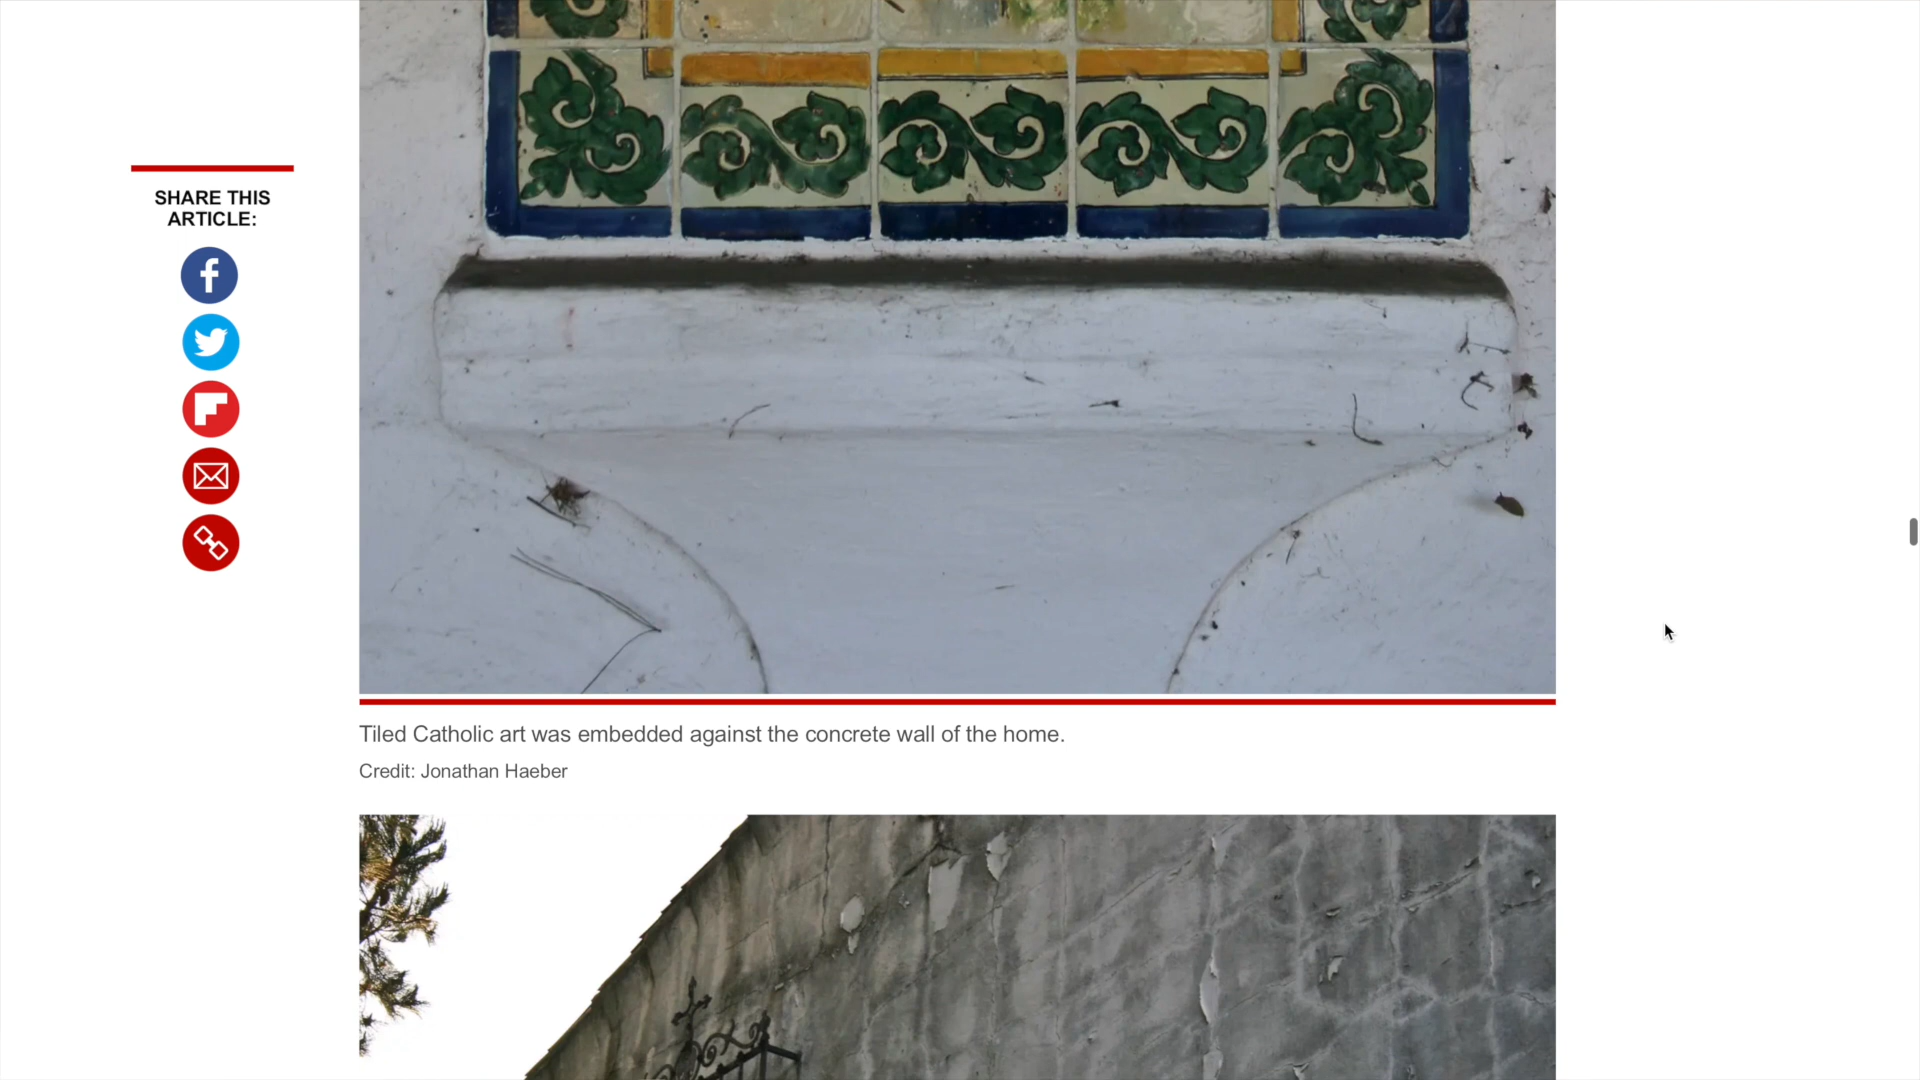 SHARE THIS
ARTICLE:
Tiled Catholic art was embedded against the concrete wall of the home.
Credit: Jonathan Haeber